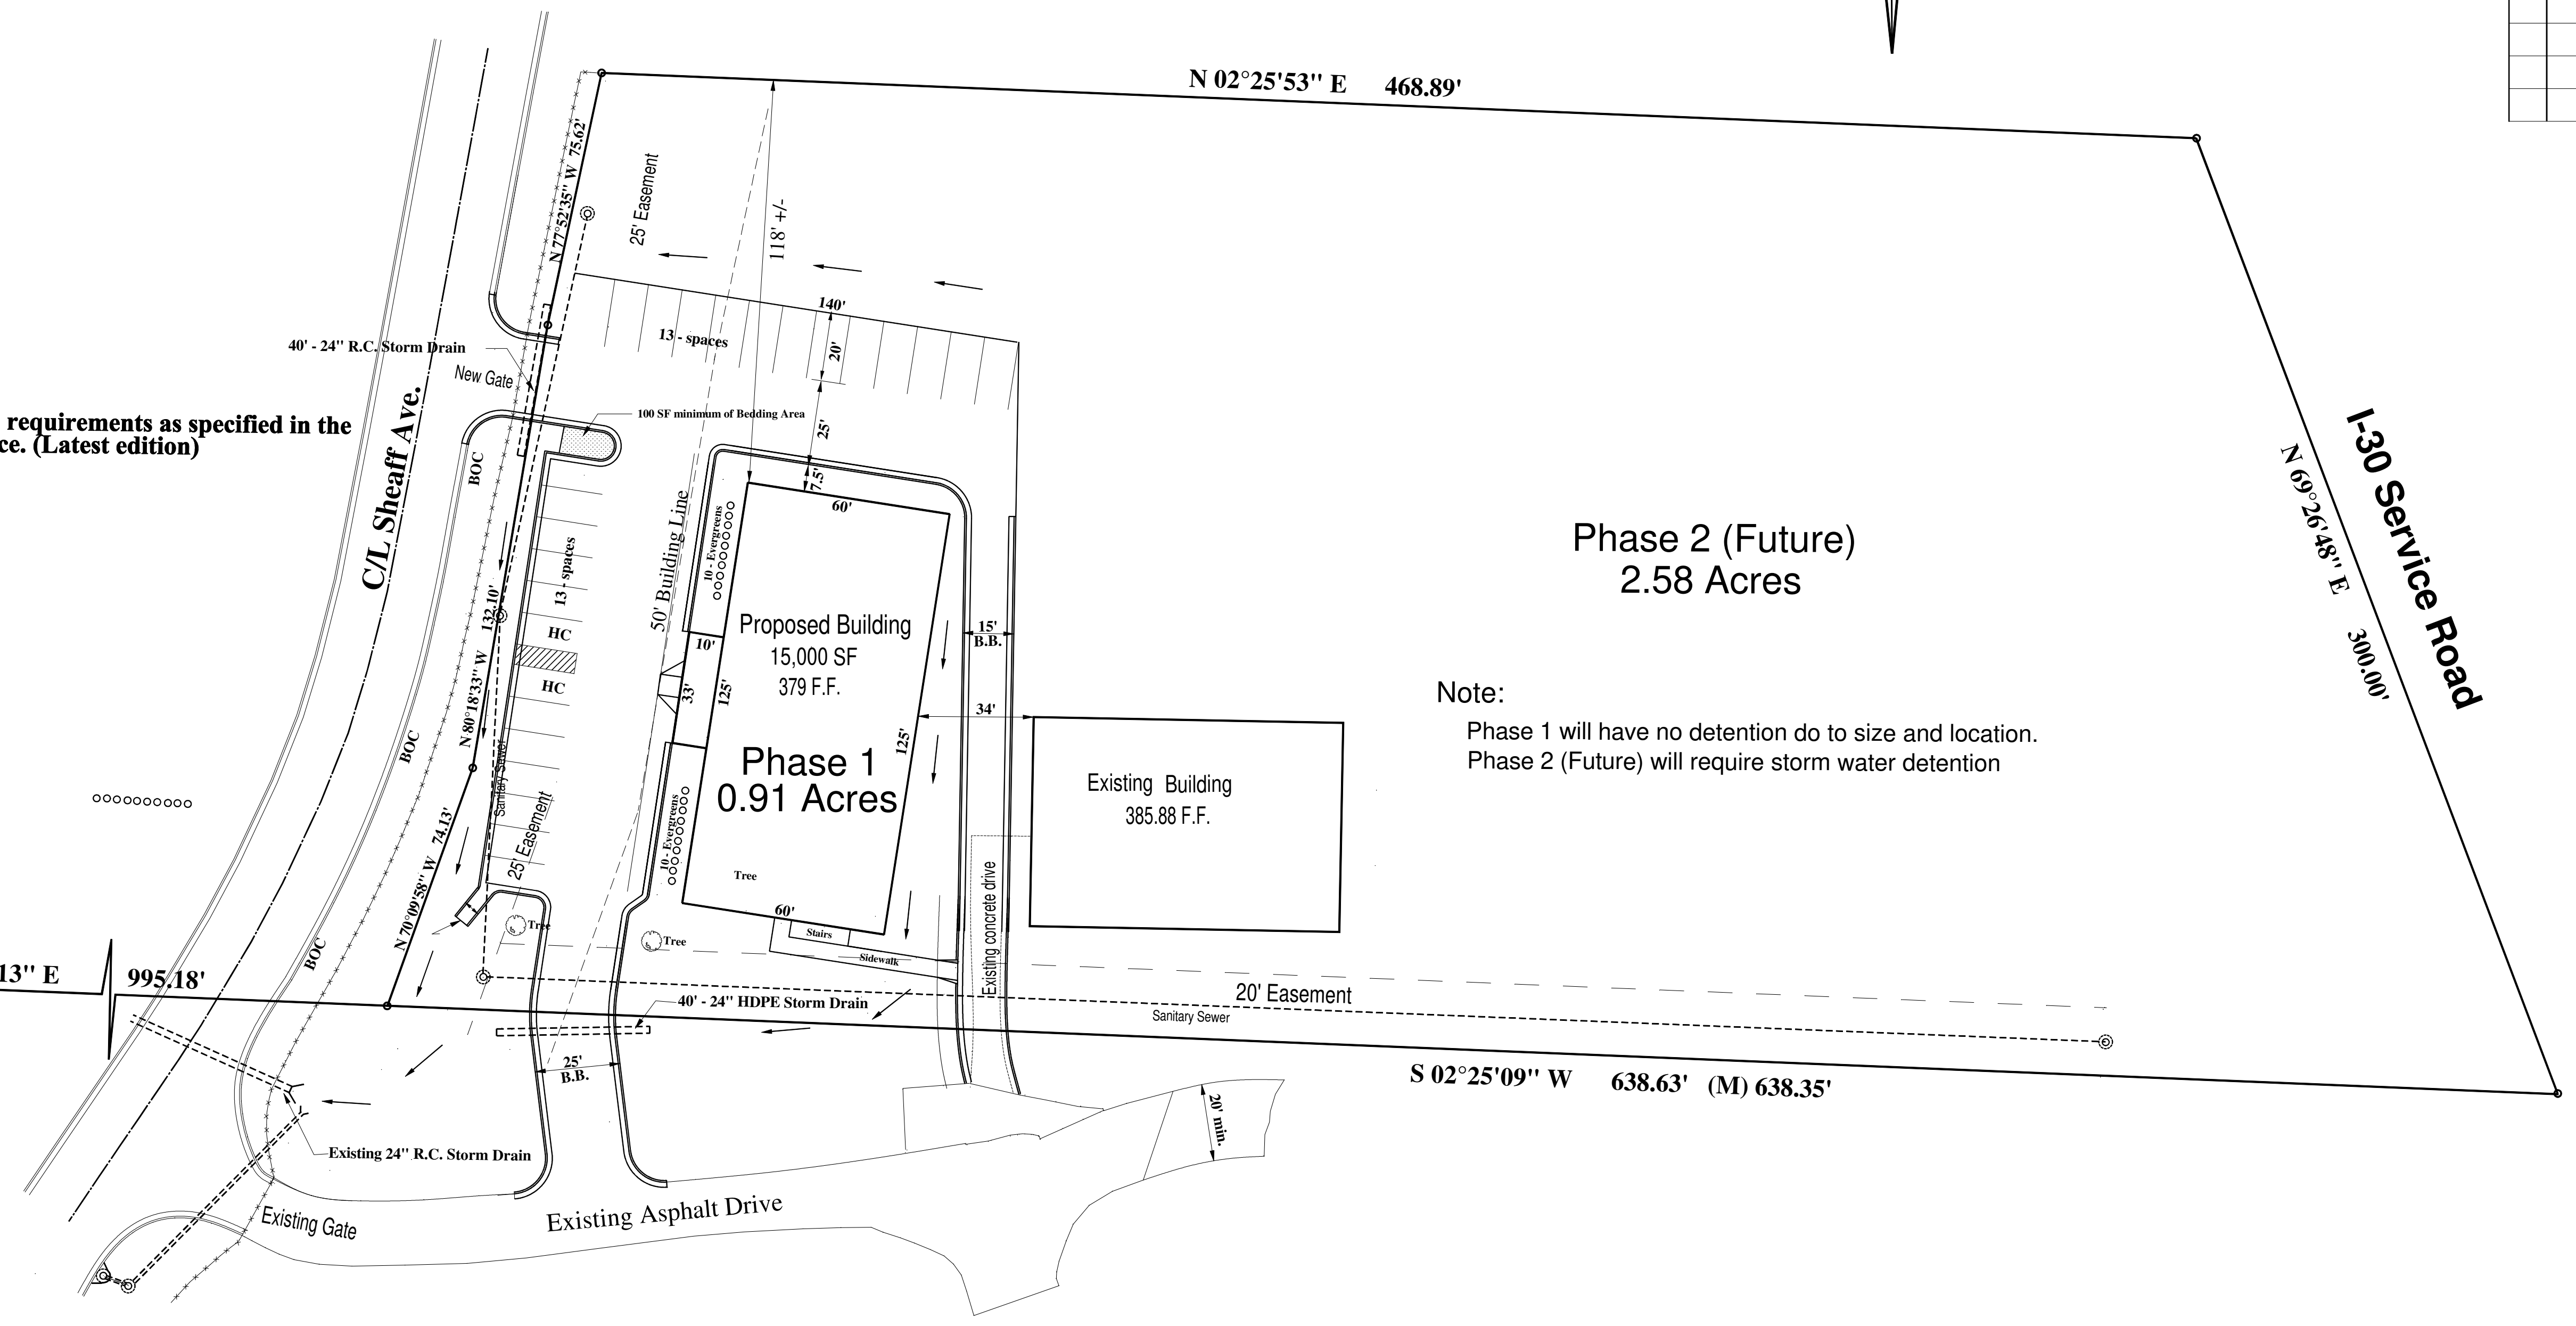 N 02°25'53'' E 468.89'
N 77°52'35'' W 75.62'
25' Easement
118' +/-
140'
13 - spaces
20'
40' - 24'' R.C. Storm Drain
New Gate
100 SF minimum of Bedding Area
25'
requirements as specified in the
ce. (Latest edition)
C/L Sheaff Ave.
BOC
7.5'
60'
50' Building Line
10 - Evergreens
13 - spaces
HC
HC
N 80°18'33'' W 132.10'
Sanitary Sewer
10'
33'
125'
Proposed Building
15,000 SF
379 F.F.
Phase 1
0.91 Acres
125'
15'
B.B.
34'
Phase 2 (Future)
2.58 Acres
I-30 Service Road
N 69°26'48'' E 300.00'
Note:
Phase 1 will have no detention do to size and location.
Phase 2 (Future) will require storm water detention
Existing Building
385.88 F.F.
BOC
N 70°09'58'' W 74.13'
25' Easement
10 - Evergreens
Tree
60'
Stairs
Sidewalk
Tree
Tree
Existing concrete drive
BOC
13'' E 995.18'
40' - 24'' HDPE Storm Drain
20' Easement
Sanitary Sewer
25'
B.B.
S 02°25'09'' W 638.63' (M) 638.35'
20' min.
Existing 24'' R.C. Storm Drain
Existing Gate
Existing Asphalt Drive